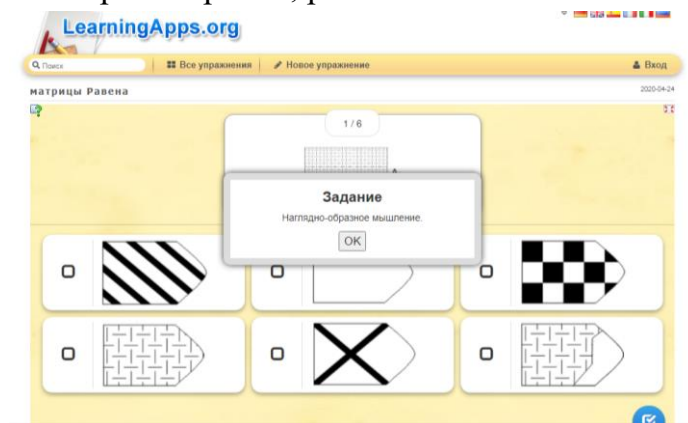 LearningApps.org
Поиск
Все упражнения
Новое упражнение
Вход
матрицы Равена
2020-04-24
1 / 6
A
Задание
Наглядно-образное мышление.
OK